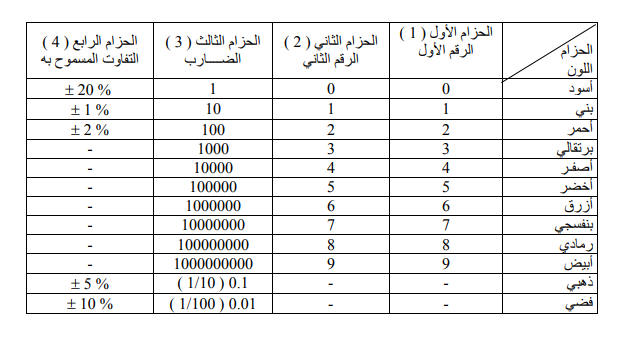 الحزام
اللون
الحزام الأول ( 1 )
الرقم الأول
الحزام الثاني ( 2 )
الرقم الثاني
الحزام الثالث ( 3 )
الضـــــارب
الحزام الرابع ( 4 )
التفاوت المسموح به
أسود 0 0 1 ± 20 %
بني 1 1 10 ± 1 %
أحمر 2 2 100 ± 2 %
برتقالي 3 3 1000 -
أصفـر 4 4 10000 -
أخضر 5 5 100000 -
أزرق 6 6 1000000 -
بنفسجي 7 7 10000000 -
رمادي 8 8 100000000 -
أبيض 9 9 1000000000 -
ذهبي - - 0.1 ( 1/10 ) ± 5 %
فضي - - 0.01 ( 1/100 ) ± 10 %